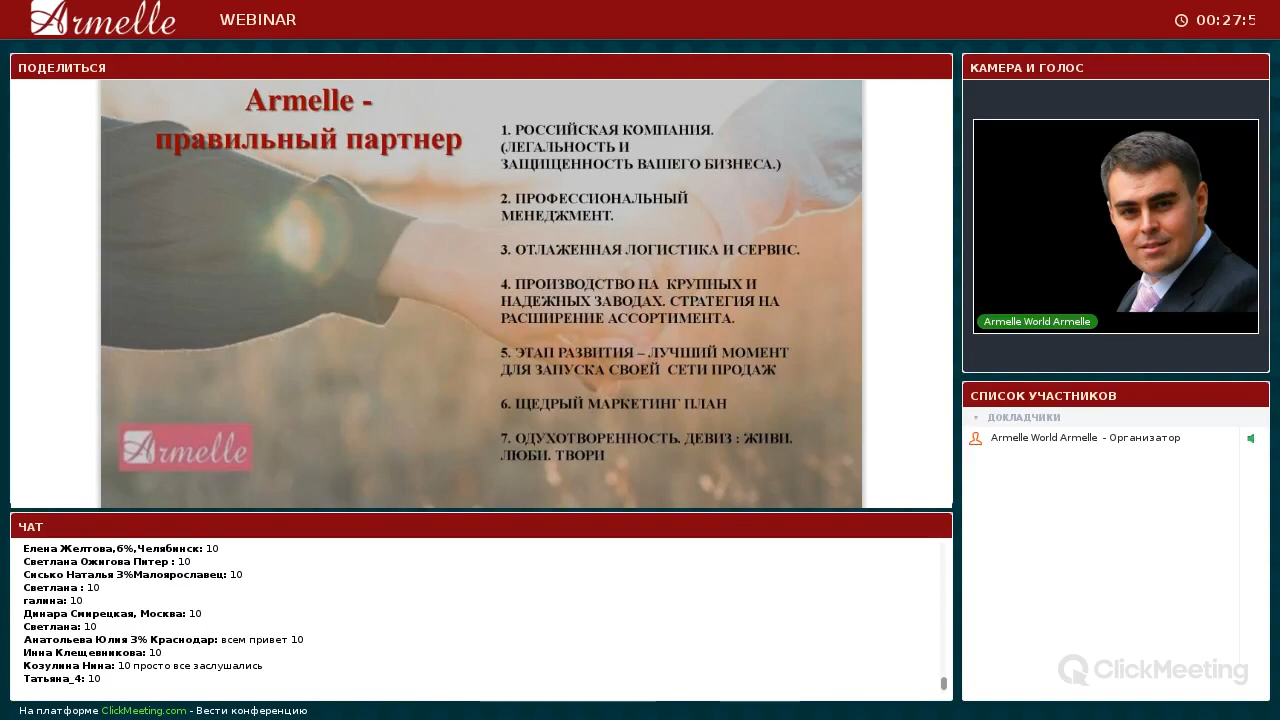 Armelle
WEBINAR
00:27:5
ПОДЕЛИТЬСЯ
Armelle -
правильный партнер
1. РОССИЙСКАЯ КОМПАНИЯ.
(ЛЕГАЛЬНОСТЬ И
ЗАЩИЩЕННОСТЬ ВАШЕГО БИЗНЕСА.)
2. ПРОФЕССИОНАЛЬНЫЙ
МЕНЕДЖМЕНТ.
3. ОТЛАЖЕННАЯ ЛОГИСТИКА И СЕРВИС.
4. ПРОИЗВОДСТВО НА КРУПНЫХ И
НАДЕЖНЫХ ЗАВОДАХ. СТРАТЕГИЯ НА
РАСШИРЕНИЕ АССОРТИМЕНТА.
5. ЭТАП РАЗВИТИЯ – ЛУЧШИЙ МОМЕНТ
ДЛЯ ЗАПУСКА СВОЕЙ СЕТИ ПРОДАЖ
6. ЩЕДРЫЙ МАРКЕТИНГ ПЛАН
7. ОДУХОТВОРЕННОСТЬ. ДЕВИЗ : ЖИВИ.
ЛЮБИ. ТВОРИ
Armelle
КАМЕРА И ГОЛОС
Armelle World Armelle
СПИСОК УЧАСТНИКОВ
ДОКЛАДЧИКИ
Armelle World Armelle - Организатор
ClickMeeting
ЧАТ
Елена Желтова,6%,Челябинск: 10
Светлана Ожигова Питер : 10
Сисько Наталья 3%Малоярославец: 10
Светлана : 10
галина: 10
Динара Смирецкая, Москва: 10
Светлана: 10
Анатольева Юлия 3% Краснодар: всем привет 10
Инна Клещевникова: 10
Козулина Нина: 10 просто все заслушались
Татьяна_4: 10
На платформе ClickMeeting.com - Вести конференцию